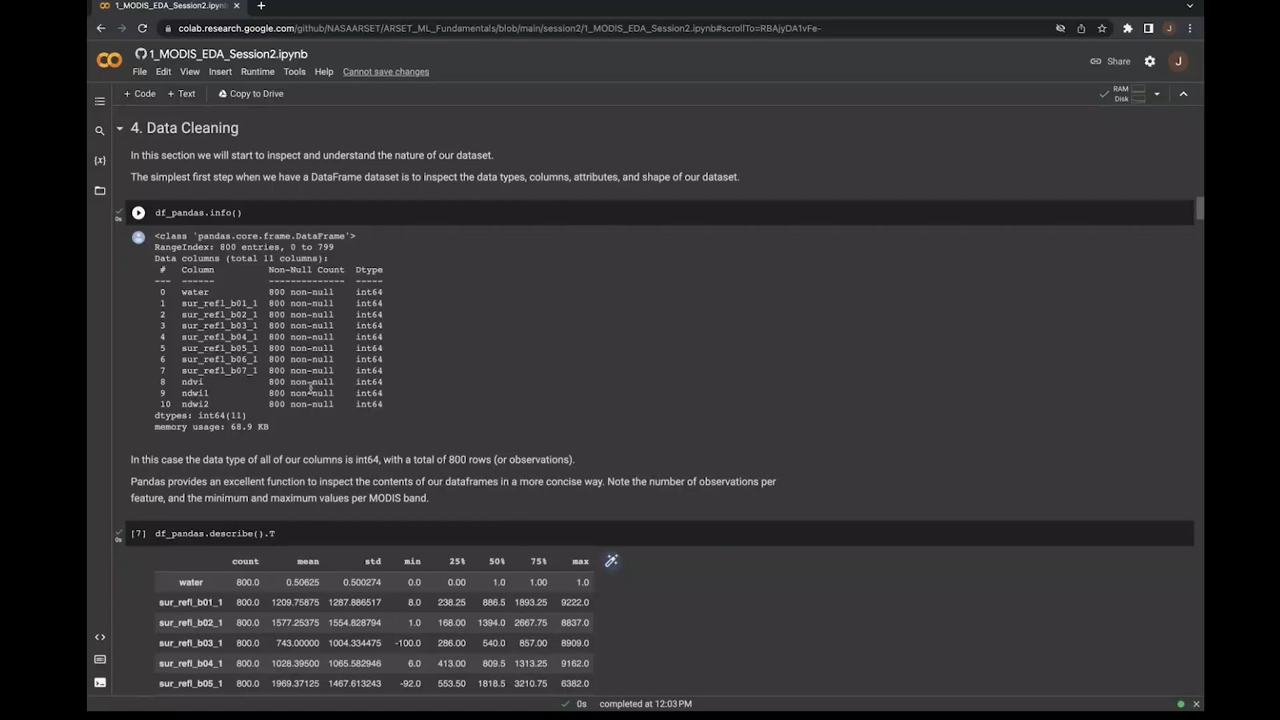 1_MODIS_EDA_Session2.ipynb
colab.research.google.com/github/NASAARSET/ARSET_ML_Fundamentals/blob/main/session2/1_MODIS_EDA_Session2.ipynb#scrollTo=RBAjyDA1vFe-
J
1_MODIS_EDA_Session2.ipynb
Share
J
File Edit View Insert Runtime Tools Help Cannot save changes
+ Code + Text Copy to Drive
RAM
Disk
4. Data Cleaning
In this section we will start to inspect and understand the nature of our dataset.
The simplest first step when we have a DataFrame dataset is to inspect the data types, columns, attributes, and shape of our dataset.
0s
df_pandas.info()
<class 'pandas.core.frame.DataFrame'>
RangeIndex: 800 entries, 0 to 799
Data columns (total 11 columns):
# Column Non-Null Count Dtype
--- ------ -------------- -----
0 water 800 non-null int64
1 sur_refl_b01_1 800 non-null int64
2 sur_refl_b02_1 800 non-null int64
3 sur_refl_b03_1 800 non-null int64
4 sur_refl_b04_1 800 non-null int64
5 sur_refl_b05_1 800 non-null int64
6 sur_refl_b06_1 800 non-null int64
7 sur_refl_b07_1 800 non-null int64
8 ndvi 800 non-null int64
9 ndwi1 800 non-null int64
10 ndwi2 800 non-null int64
dtypes: int64(11)
memory usage: 68.9 KB
In this case the data type of all of our columns is int64, with a total of 800 rows (or observations).
Pandas provides an excellent function to inspect the contents of our dataframes in a more concise way. Note the number of observations per
feature, and the minimum and maximum values per MODIS band.
0s
[7] df_pandas.describe().T
count mean std min 25% 50% 75% max
water 800.0 0.50625 0.500274 0.0 0.00 1.0 1.00 1.0
sur_refl_b01_1 800.0 1209.75875 1287.886517 8.0 238.25 886.5 1893.25 9222.0
sur_refl_b02_1 800.0 1577.25375 1554.828794 1.0 168.00 1394.0 2667.75 8837.0
sur_refl_b03_1 800.0 743.00000 1004.334475 -100.0 286.00 540.0 857.00 8909.0
sur_refl_b04_1 800.0 1028.39500 1065.582946 6.0 413.00 809.5 1313.25 9162.0
sur_refl_b05_1 800.0 1969.37125 1467.613243 -92.0 553.50 1818.5 3210.75 6382.0
0s completed at 12:03PM